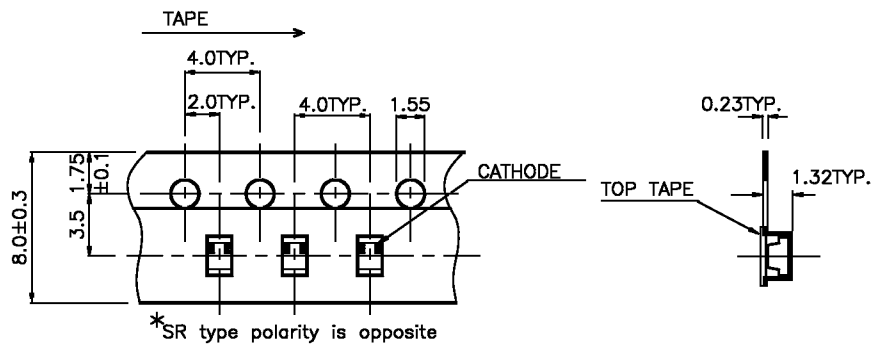 TAPE
4.0TYP.
2.0TYP.
4.0TYP.
1.55
0.23TYP.
1.75
±0.1
CATHODE
TOP TAPE
1.32TYP.
8.0±0.3
3.5
*SR type polarity is opposite